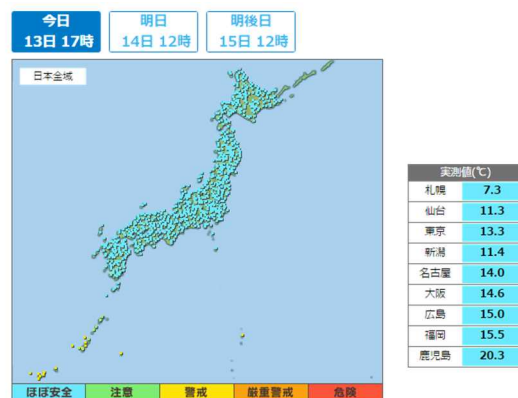 今日
13日 17時
明日
14日 12時
明後日
15日 12時
日本全域
実測値(℃)
札幌 7.3
仙台 11.3
東京 13.3
新潟 11.4
名古屋 14.0
大阪 14.6
広島 15.0
福岡 15.5
鹿児島 20.3
ほぼ安全 注意 警戒 厳重警戒 危険